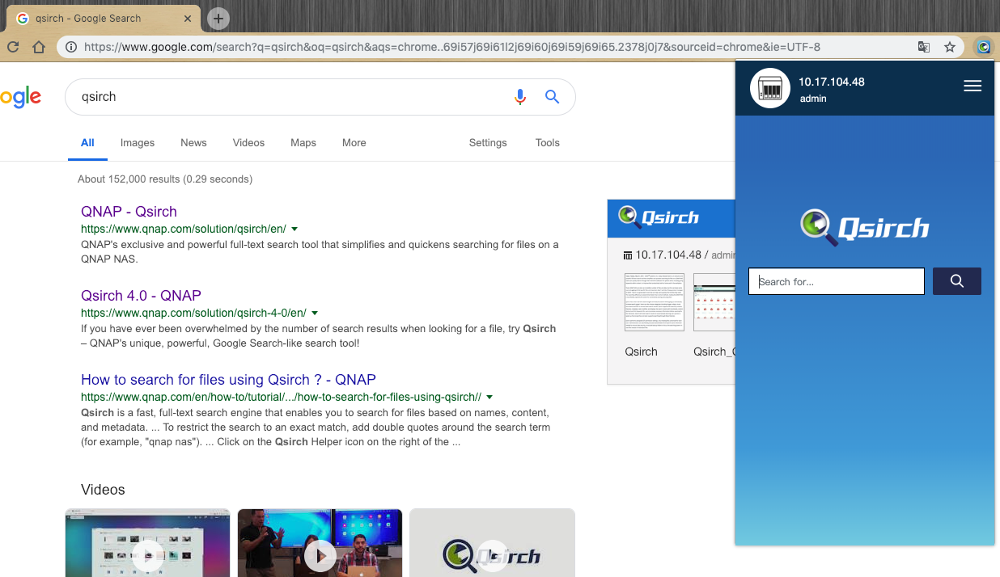 qsirch - Google Search
https://www.google.com/search?q=qsirch&oq=qsirch&aqs=chrome..69i57j69i61l2j69i60j69i59j69i65.2378j0j7&sourceid=chrome&ie=UTF-8
ogle
qsirch
All Images News Videos Maps More Settings Tools
About 152,000 results (0.29 seconds)
QNAP - Qsirch
https://www.qnap.com/solution/qsirch/en/
QNAP's exclusive and powerful full-text search tool that simplifies and quickens searching for files on a
QNAP NAS.
Qsirch 4.0 - QNAP
https://www.qnap.com/solution/qsirch-4-0/en/
If you have ever been overwhelmed by the number of search results when looking for a file, try Qsirch
– QNAP's unique, powerful, Google Search-like search tool!
How to search for files using Qsirch ? - QNAP
https://www.qnap.com/en/how-to/tutorial/.../how-to-search-for-files-using-qsirch//
Qsirch is a fast, full-text search engine that enables you to search for files based on names, content,
and metadata. ... To restrict the search to an exact match, add double quotes around the search term
(for example, "qnap nas"). ... Click on the Qsirch Helper icon on the right of the ...
Videos
Qsirch
Qsirch
10.17.104.48 / admin
Qsirch
Qsirch_
10.17.104.48
admin
Qsirch
Search for...